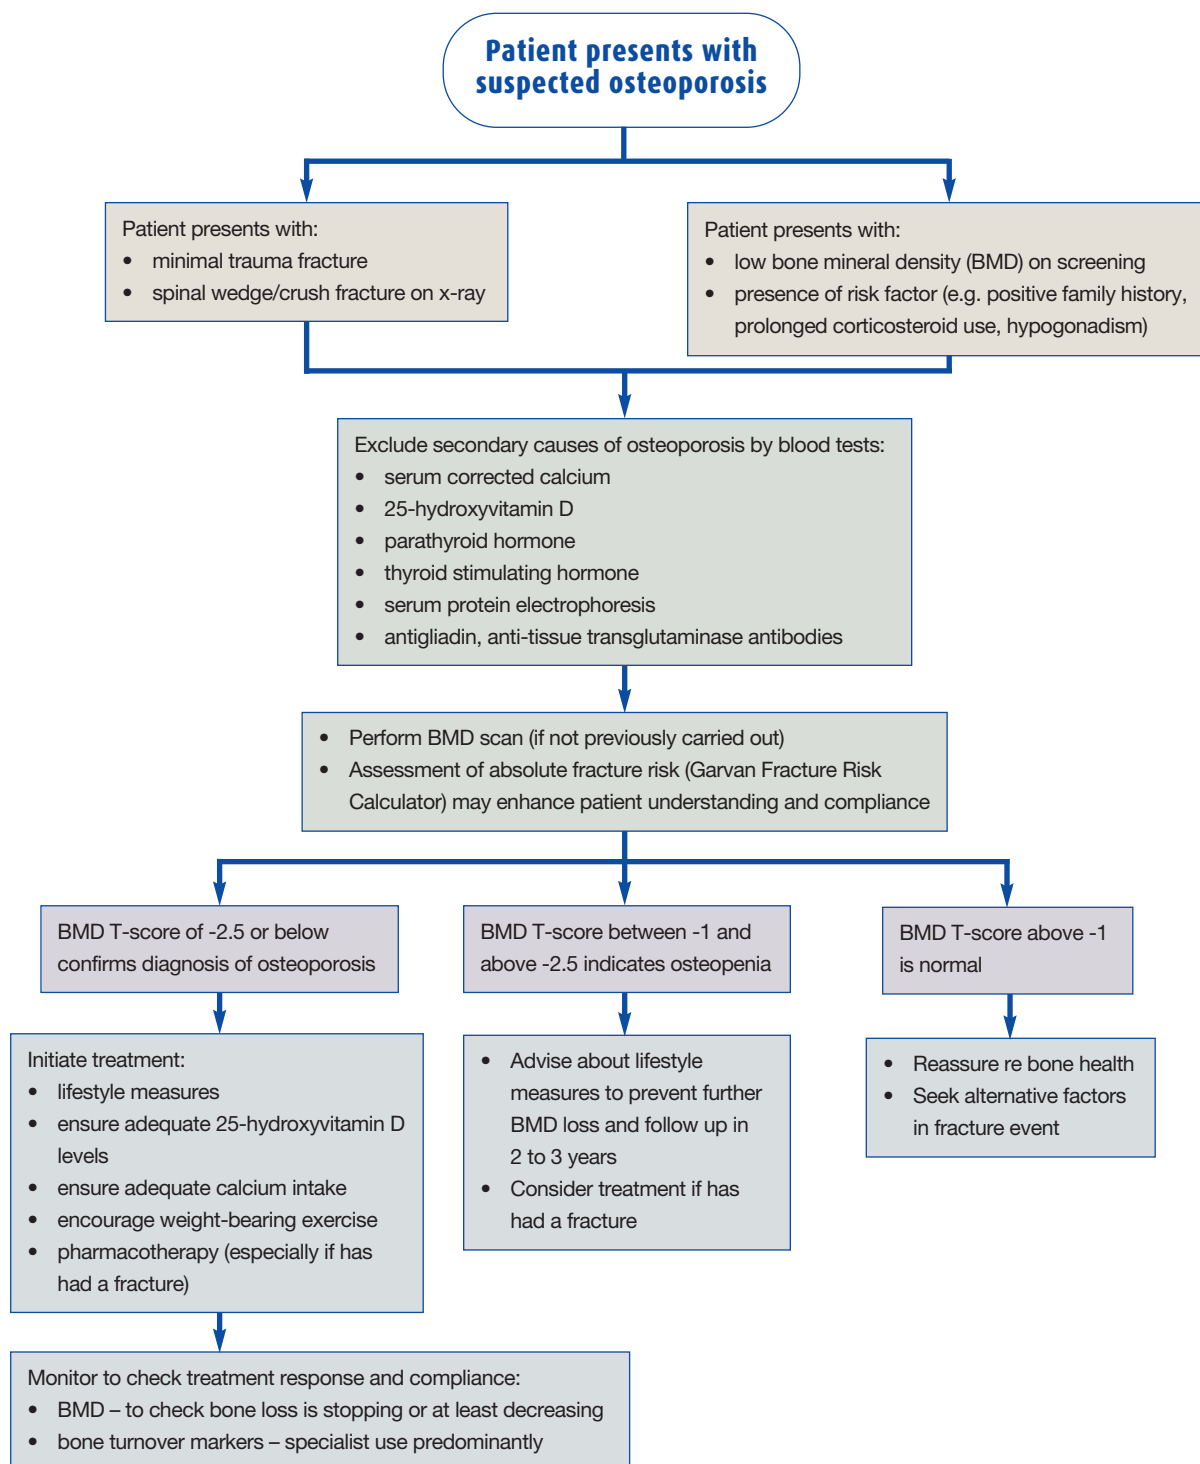 Patient presents with
suspected osteoporosis
Patient presents with:
• minimal trauma fracture
• spinal wedge/crush fracture on x-ray
Patient presents with:
• low bone mineral density (BMD) on screening
• presence of risk factor (e.g. positive family history,
prolonged corticosteroid use, hypogonadism)
Exclude secondary causes of osteoporosis by blood tests:
• serum corrected calcium
• 25-hydroxyvitamin D
• parathyroid hormone
• thyroid stimulating hormone
• serum protein electrophoresis
• antigliadin, anti-tissue transglutaminase antibodies
• Perform BMD scan (if not previously carried out)
• Assessment of absolute fracture risk (Garvan Fracture Risk
Calculator) may enhance patient understanding and compliance
BMD T-score of -2.5 or below
confirms diagnosis of osteoporosis
BMD T-score between -1 and
above -2.5 indicates osteopenia
BMD T-score above -1
is normal
Initiate treatment:
• lifestyle measures
• ensure adequate 25-hydroxyvitamin D
levels
• ensure adequate calcium intake
• encourage weight-bearing exercise
• pharmacotherapy (especially if has
had a fracture)
• Advise about lifestyle
measures to prevent further
BMD loss and follow up in
2 to 3 years
• Consider treatment if has
had a fracture
• Reassure re bone health
• Seek alternative factors
in fracture event
Monitor to check treatment response and compliance:
• BMD – to check bone loss is stopping or at least decreasing
• bone turnover markers – specialist use predominantly